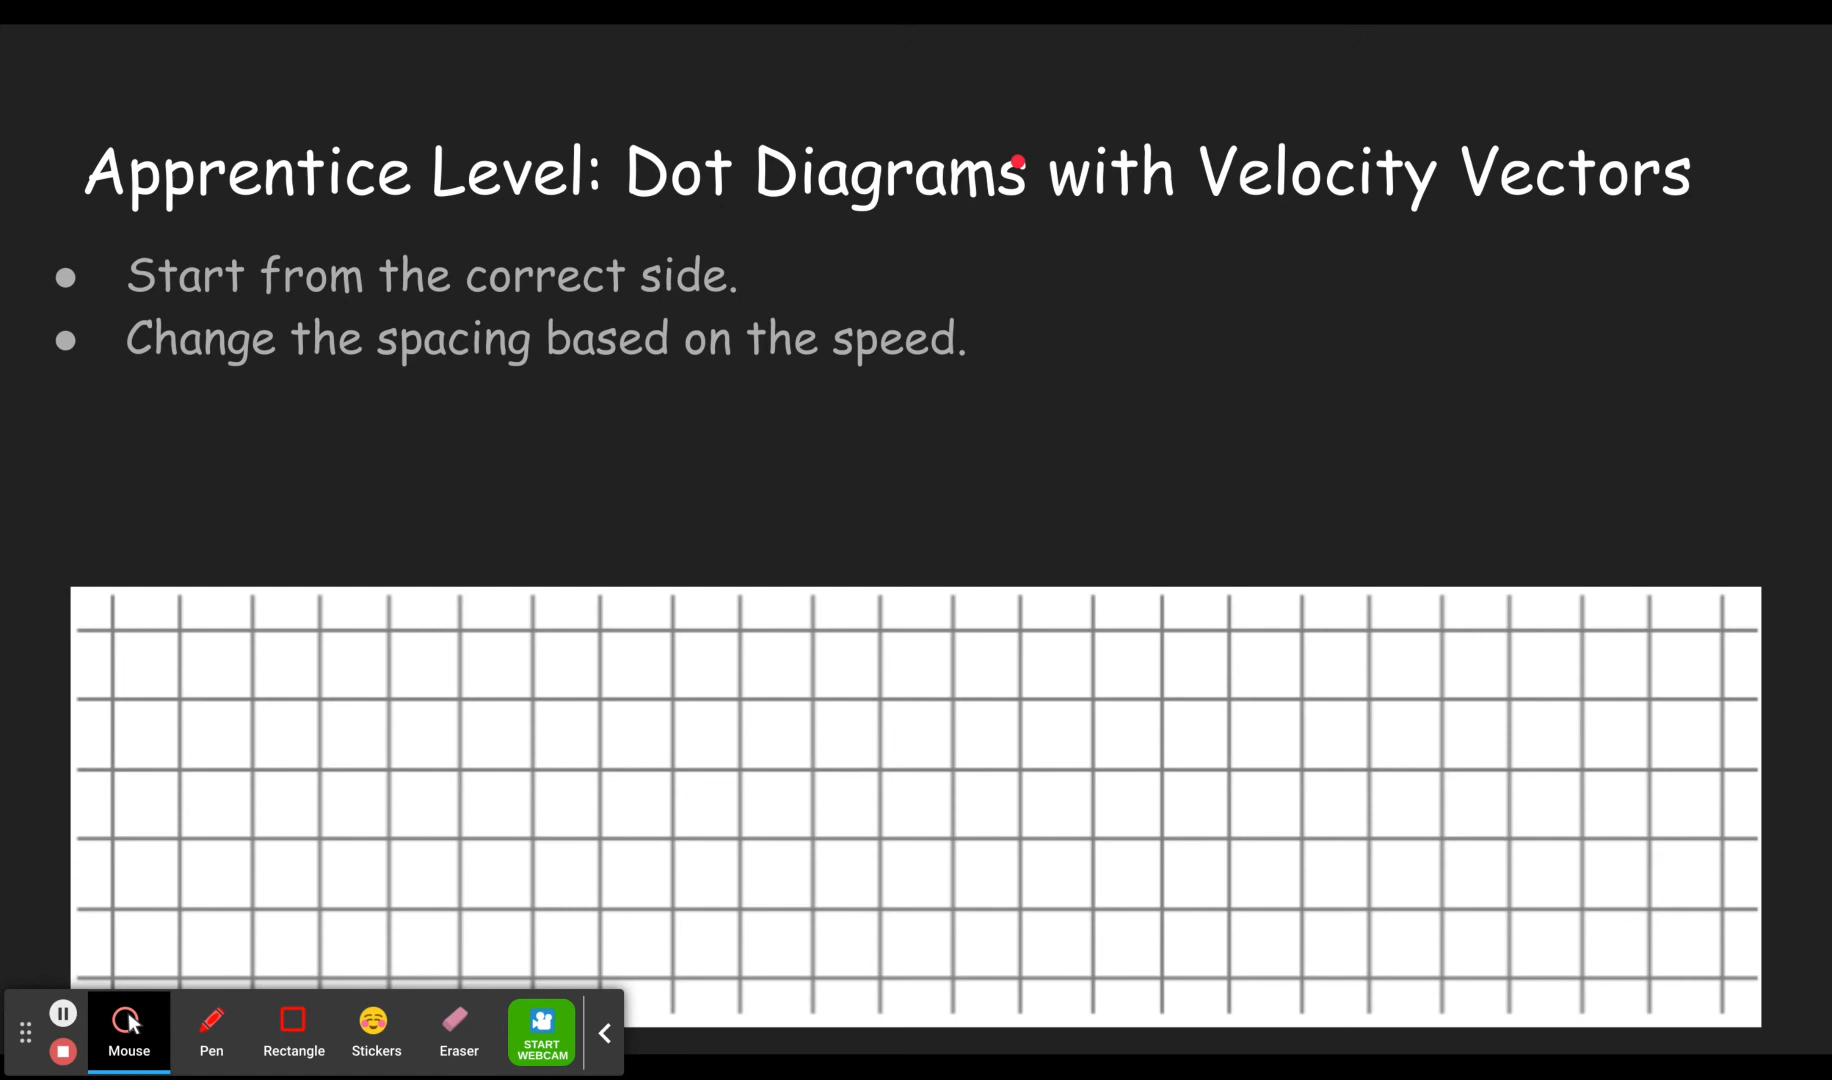 Apprentice Level: Dot Diagrams with Velocity Vectors
● Start from the correct side.
● Change the spacing based on the speed.
Mouse
Pen
Rectangle
Stickers
Eraser
START
WEBCAM